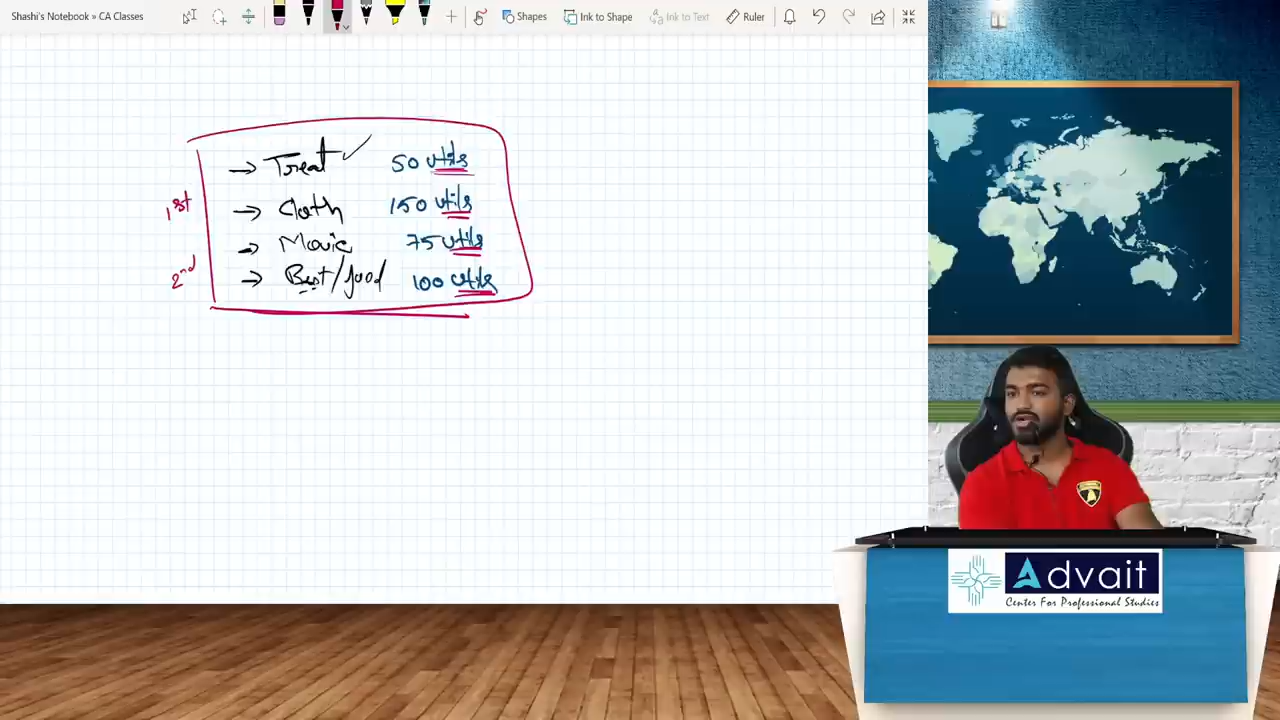 Shashi's Notebook » CA Classes
Shapes
Ink to Shape
Ink to Text
Ruler
→ Treat ✓ 50 utils
1st → Cloth 150 utils
→ Movie 75 utils
2nd → Best/food 100 utils
Advait
Center For Professional Studies